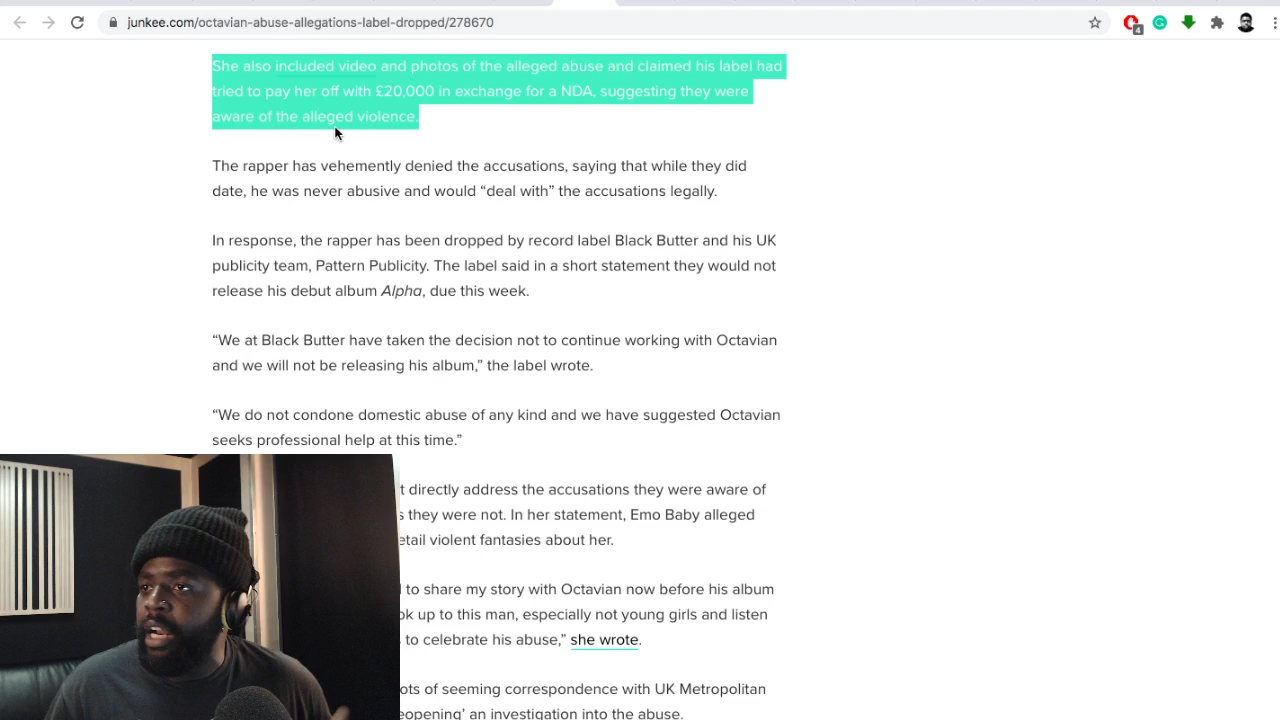 junkee.com/octavian-abuse-allegations-label-dropped/278670
4
She also included video and photos of the alleged abuse and claimed his label had
tried to pay her off with £20,000 in exchange for a NDA, suggesting they were
aware of the alleged violence.
The rapper has vehemently denied the accusations, saying that while they did
date, he was never abusive and would “deal with” the accusations legally.
In response, the rapper has been dropped by record label Black Butter and his UK
publicity team, Pattern Publicity. The label said in a short statement they would not
release his debut album Alpha, due this week.
“We at Black Butter have taken the decision not to continue working with Octavian
and we will not be releasing his album,” the label wrote.
“We do not condone domestic abuse of any kind and we have suggested Octavian
seeks professional help at this time.”
directly address the accusations they were aware of
they were not. In her statement, Emo Baby alleged
violent fantasies about her.
to share my story with Octavian now before his album
up to this man, especially not young girls and listen
to celebrate his abuse,” she wrote.
of seeming correspondence with UK Metropolitan
an investigation into the abuse.